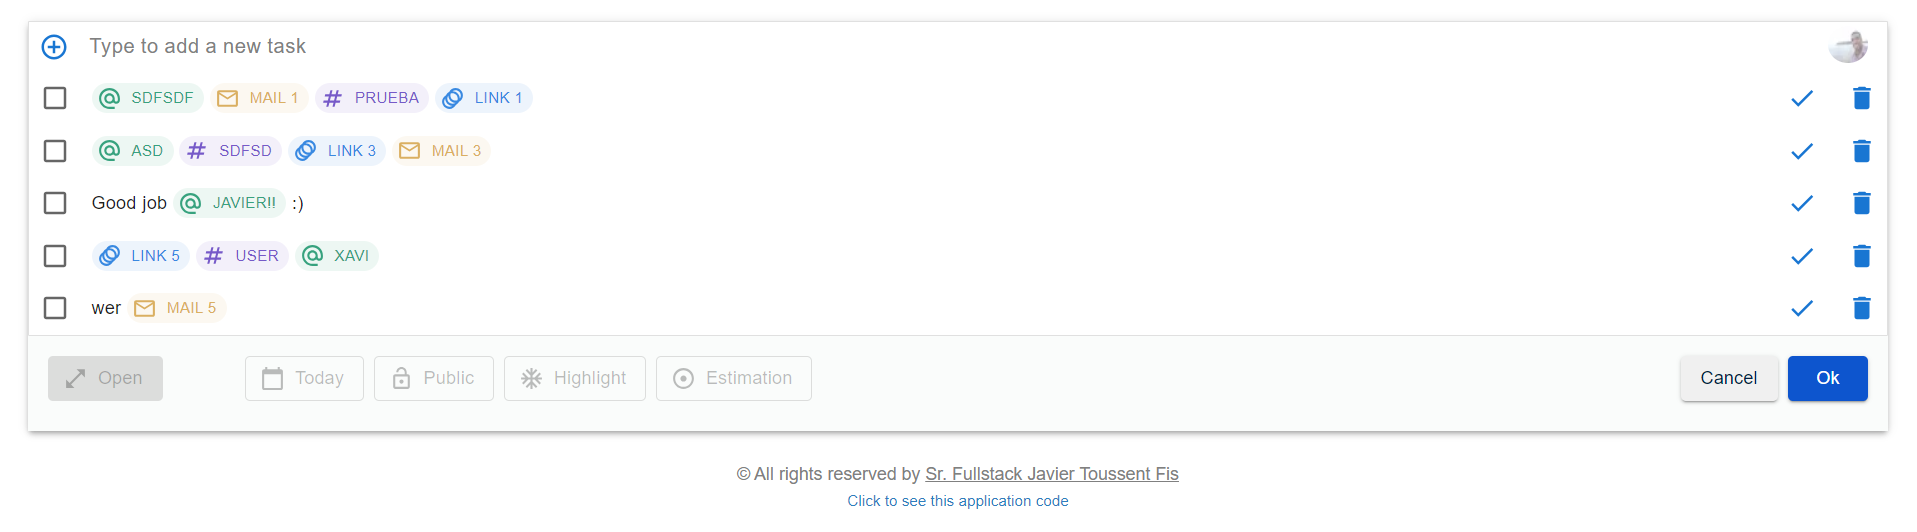 Type to add a new task
@ SDFSDF MAIL 1 # PRUEBA LINK 1
@ ASD # SDFSD LINK 3 MAIL 3
Good job @ JAVIER!! :)
LINK 5 # USER @ XAVI
wer MAIL 5
Open Today Public Highlight Estimation Cancel Ok
© All rights reserved by Sr. Fullstack Javier Toussent Fis
Click to see this application code